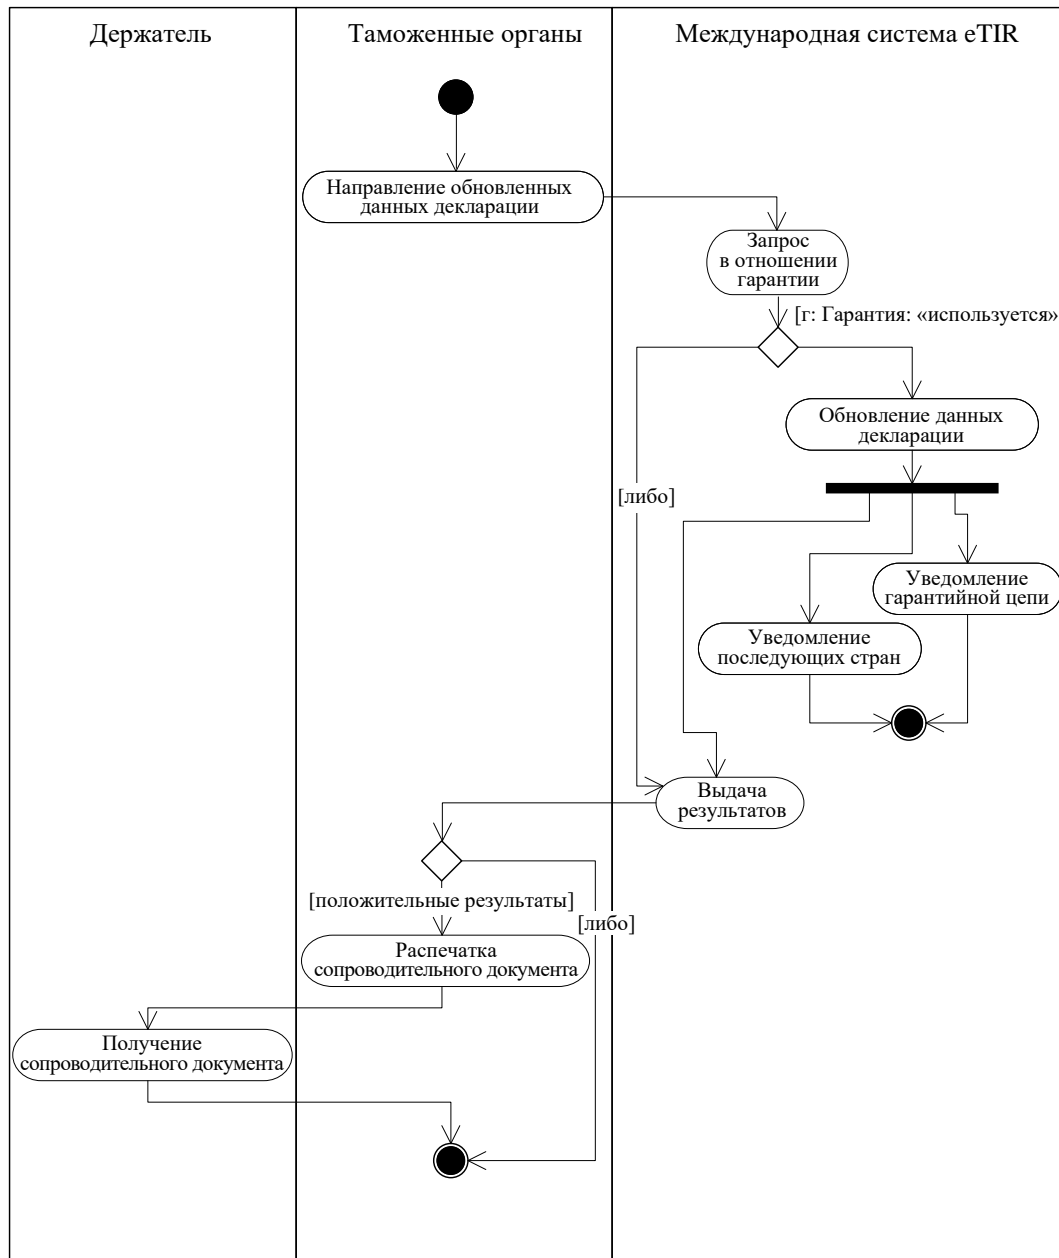 Держатель
Таможенные органы
Международная система eTIR
Направление обновленных
данных декларации
Запрос
в отношении
гарантии
[г: Гарантия: «используется»
Обновление данных
декларации
[либо]
Уведомление
гарантийной цепи
Уведомление
последующих стран
Выдача
результатов
[положительные результаты]
[либо]
Распечатка
сопроводительного документа
Получение
сопроводительного документа